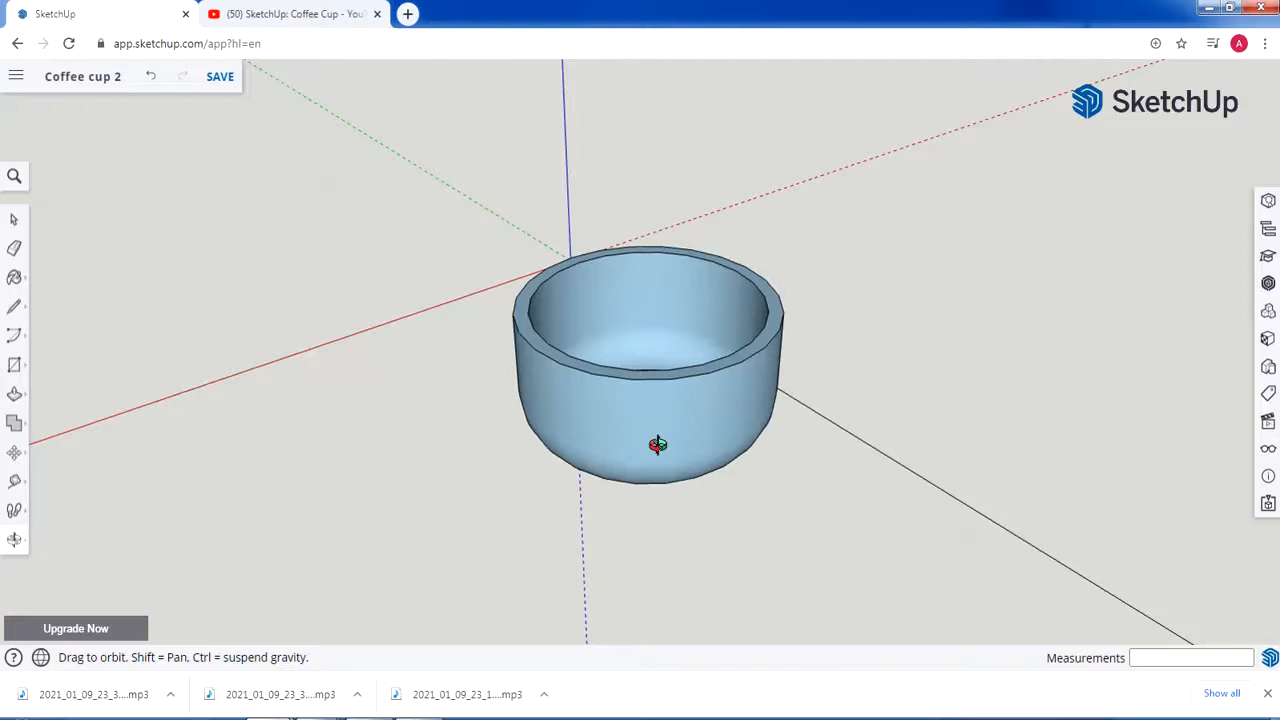 SketchUp
(50) SketchUp: Coffee Cup - You
app.sketchup.com/app?hl=en
A
Coffee cup 2
SAVE
SketchUp
Upgrade Now
Drag to orbit. Shift = Pan, Ctrl = suspend gravity.
Measurements
2021_01_09_23_3....mp3
2021_01_09_23_3....mp3
2021_01_09_23_1....mp3
Show all